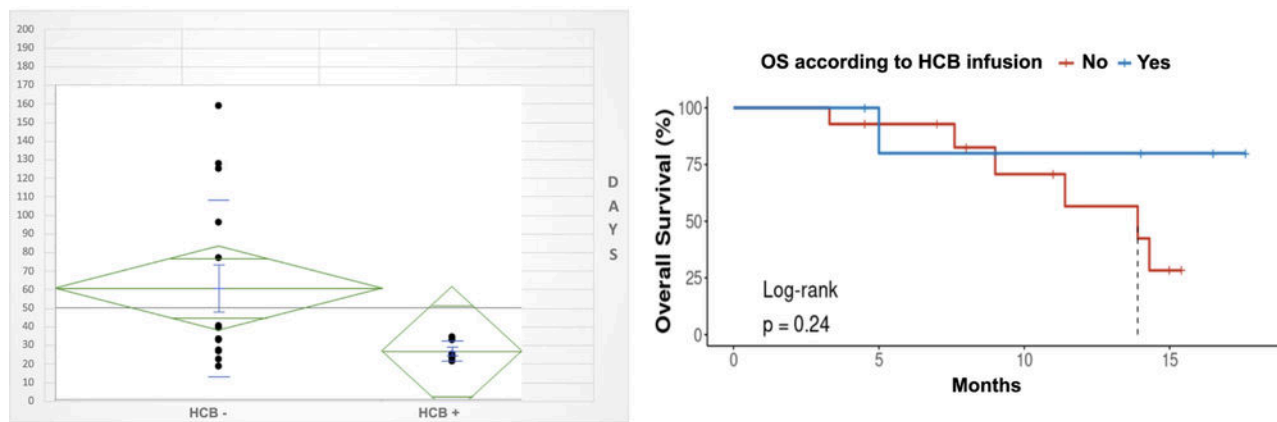 200
190
180
170
160
150
140
130
120
110
100
90
80
70
60
50
40
30
20
10
0
HCB -
HCB +
D
A
Y
S
OS according to HCB infusion No Yes
Overall Survival (%)
100
75
50
25
0
Log-rank
p = 0.24
0 5 10 15
Months